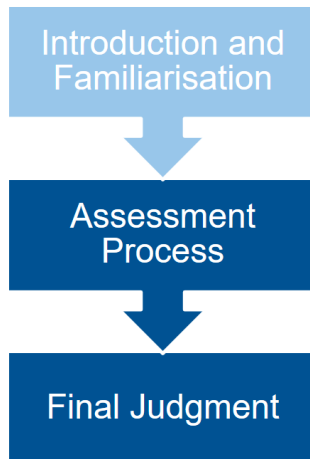 Introduction and
Familiarisation
Assessment
Process
Final Judgment